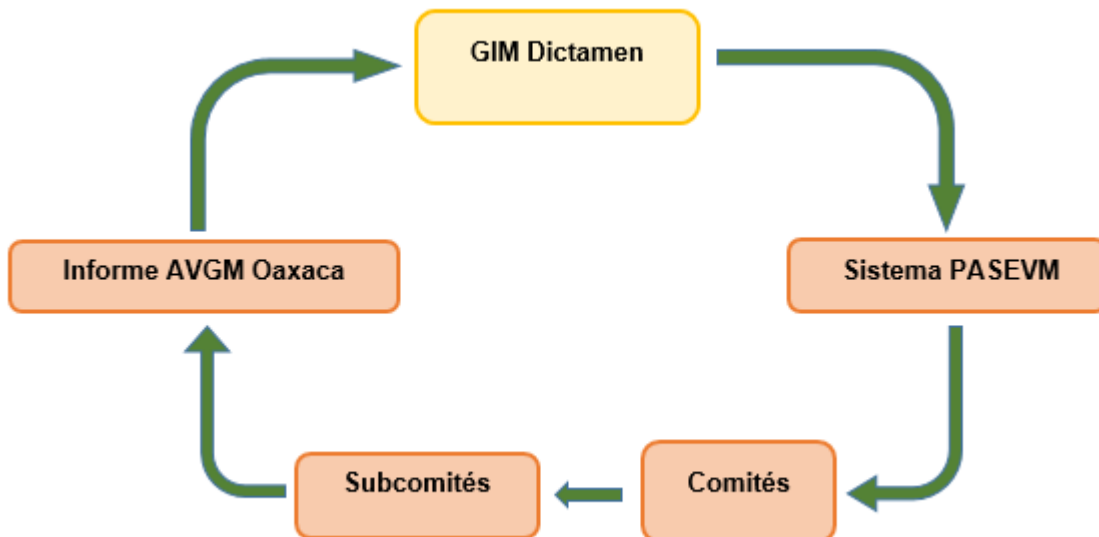 GIM Dictamen
Informe AVGM Oaxaca
Sistema PASEVM
Subcomités
Comités